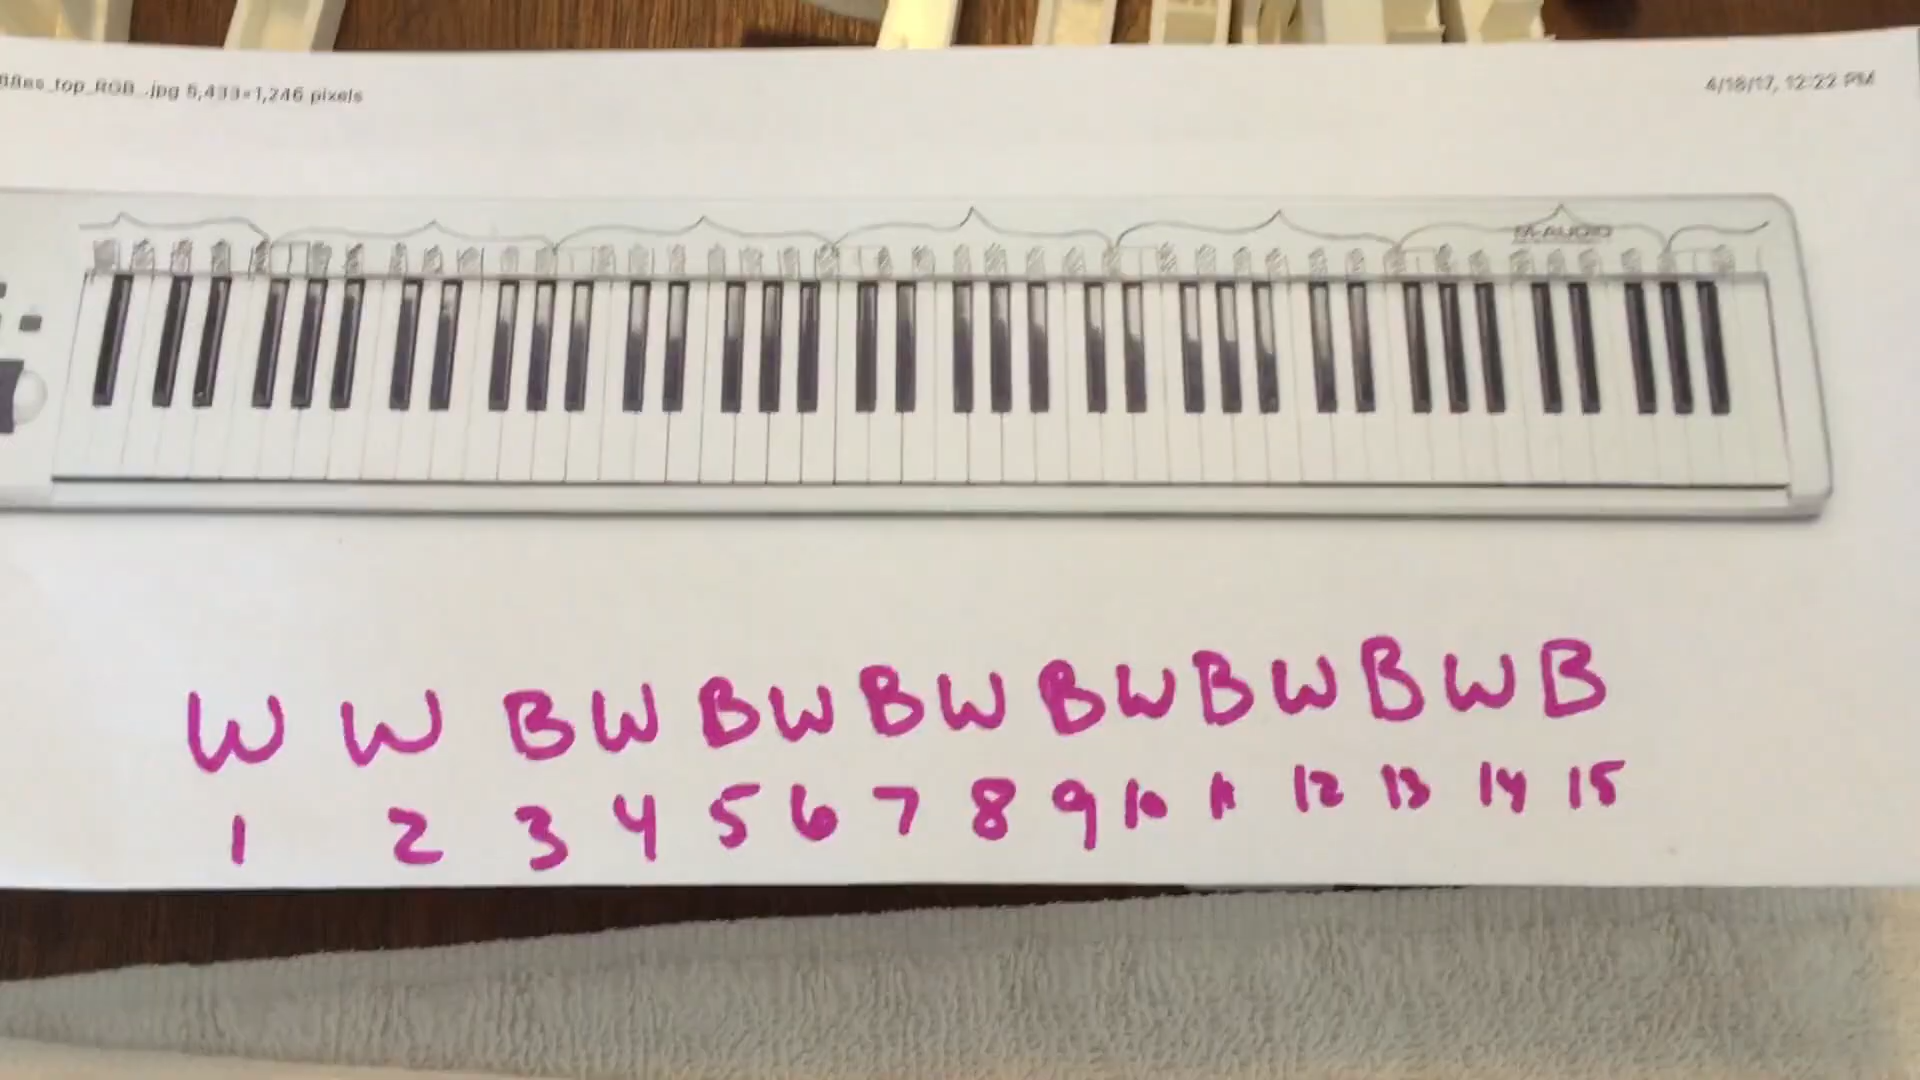 88es_top_RGB_.jpg 5,433×1,246 pixels
4/18/17, 12:22 PM
M-AUDIO
W W B W B W B W B W B W B W B
1 2 3 4 5 6 7 8 9 10 11 12 13 14 15